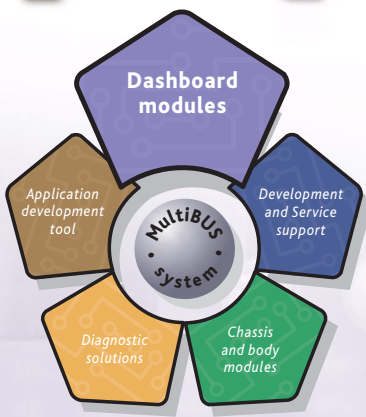 Dashboard
modules
Application
development
tool
Development
and Service
support
MultiBUS
system
Diagnostic
solutions
Chassis
and body
modules